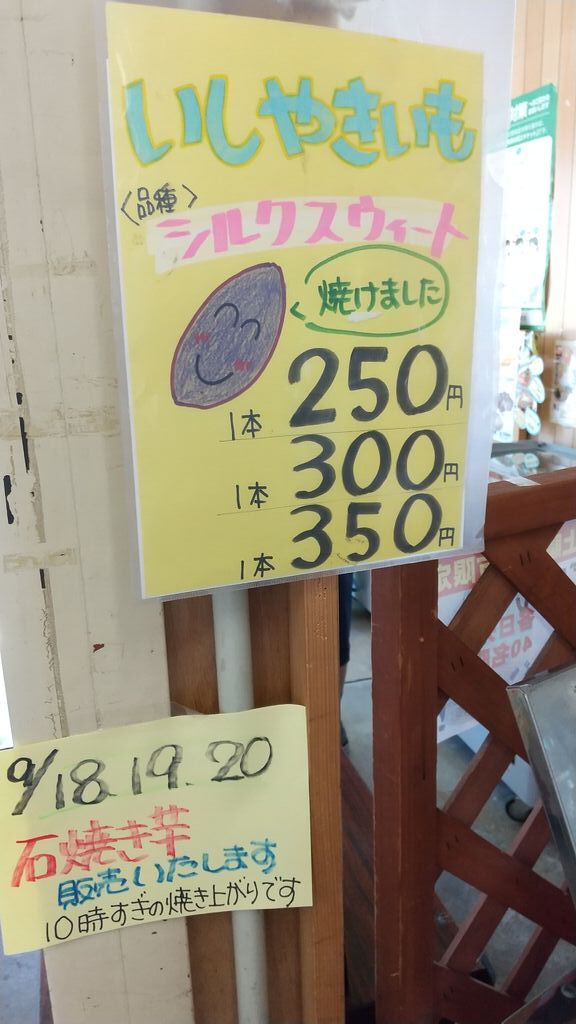 いしやきいも
〈品種〉
シルクスウィート
焼けました
1本 250円
1本 300円
1本 350円
9/18.19.20
石焼き芋
販売いたします
10時すぎの焼き上がりです